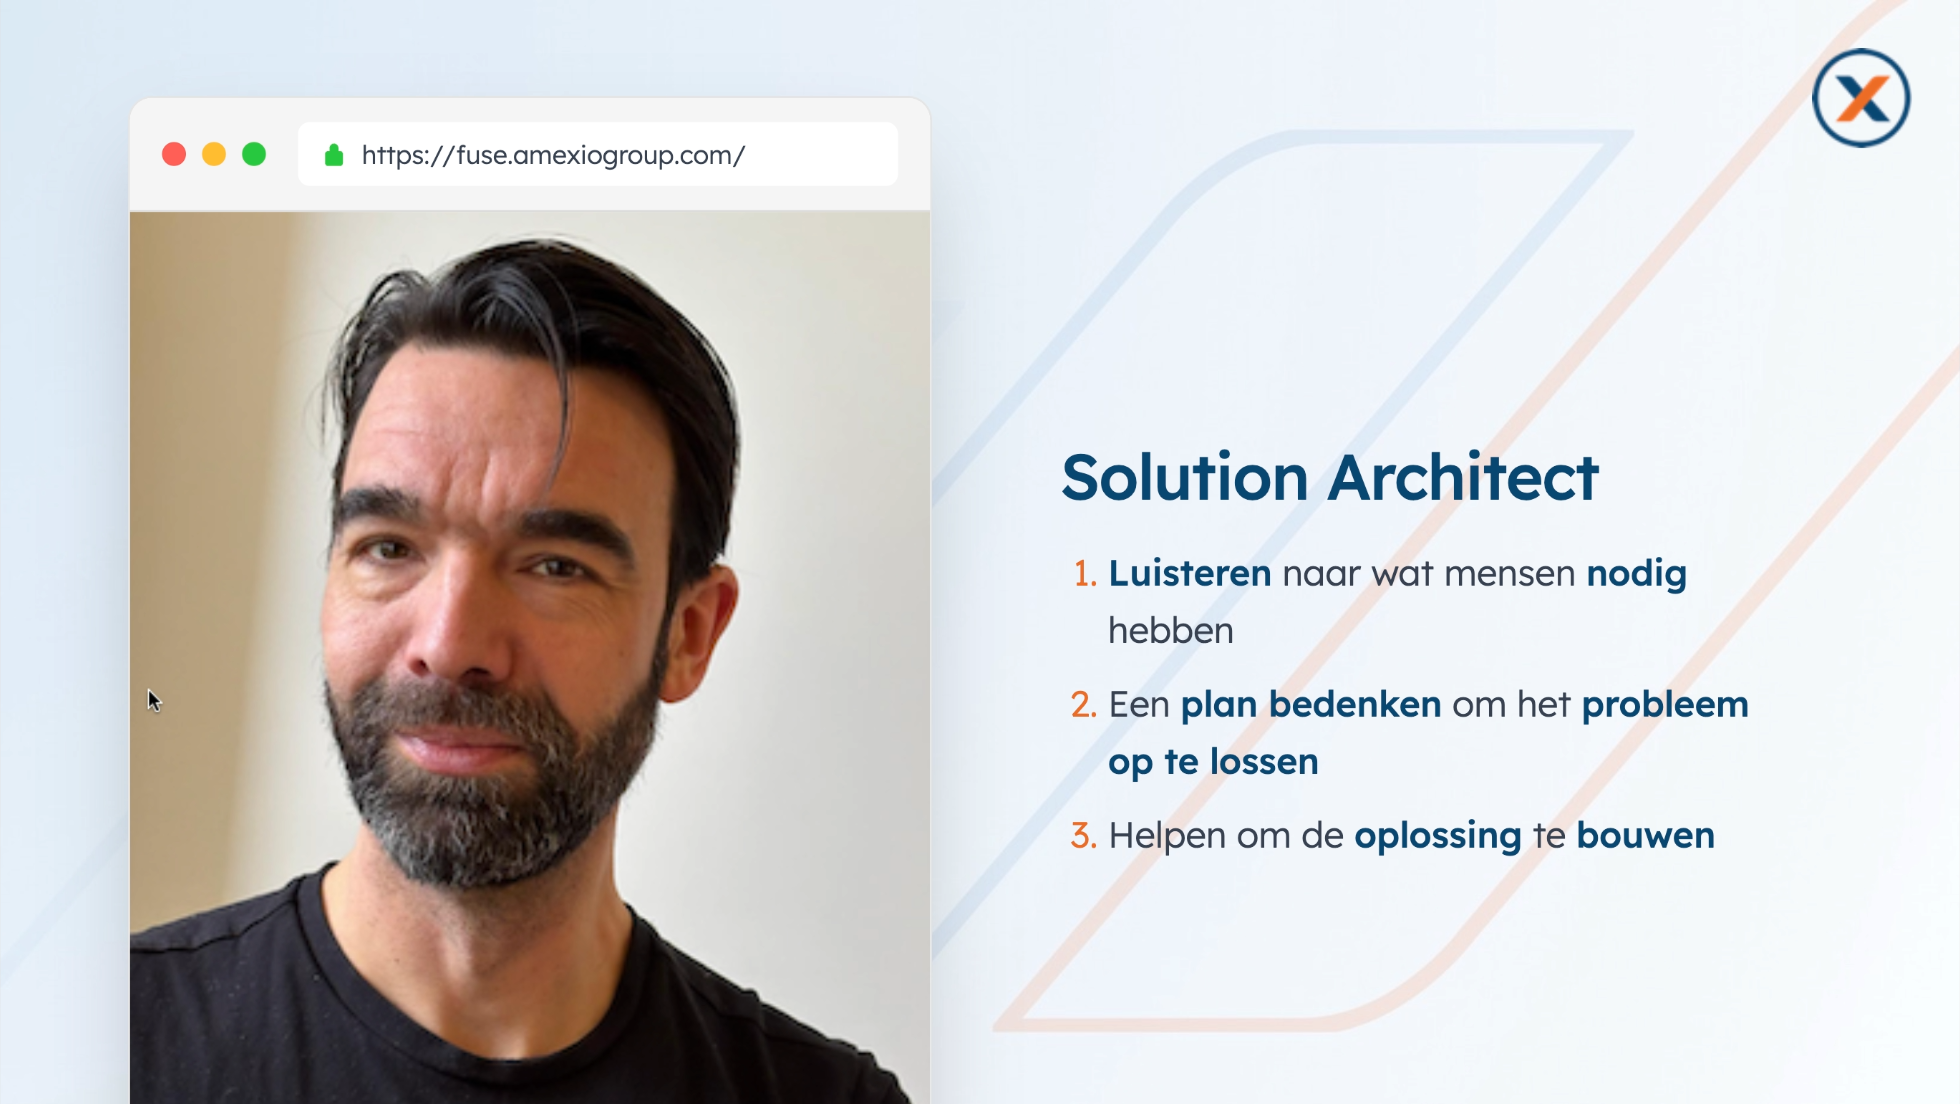 https://fuse.amexiogroup.com/
Solution Architect
1. Luisteren naar wat mensen nodig
hebben
2. Een plan bedenken om het probleem
op te lossen
3. Helpen om de oplossing te bouwen